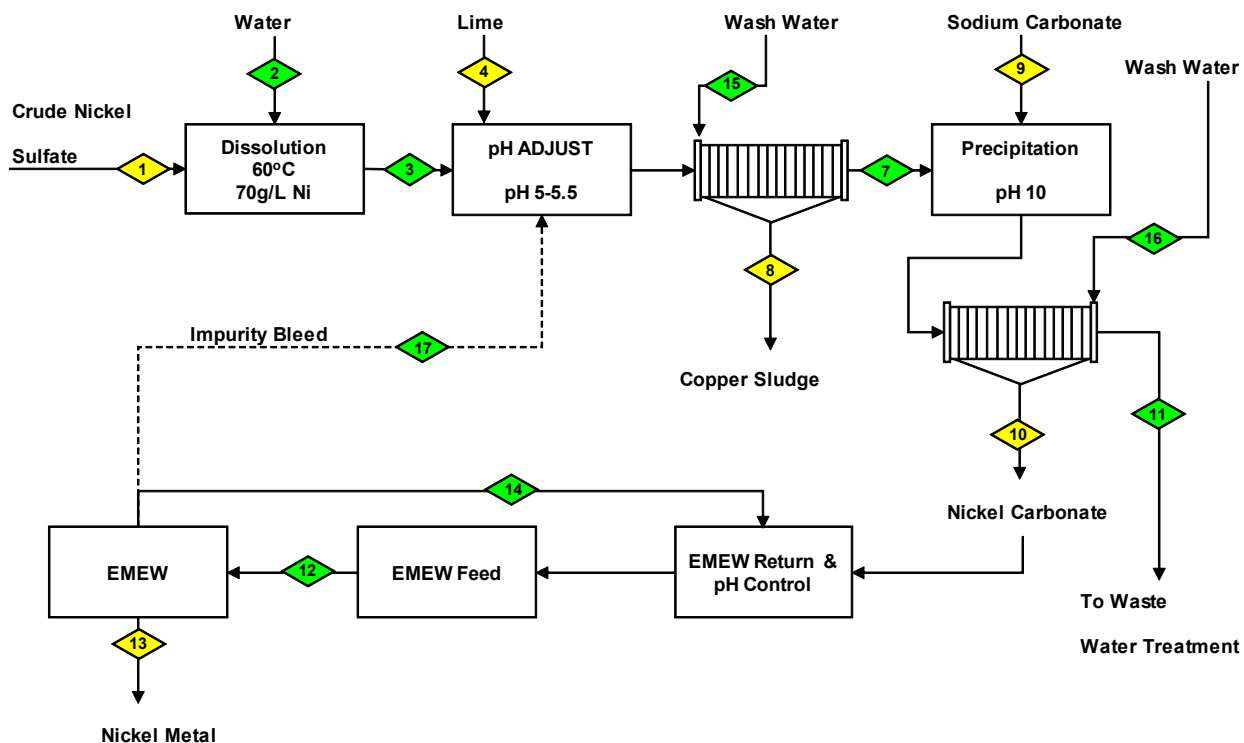 Water
Lime
Wash Water
Sodium Carbonate
Wash Water
2
4
15
9
Crude Nickel
Sulfate
1
Dissolution
60°C
70g/L Ni
3
pH ADJUST
pH 5-5.5
7
Precipitation
pH 10
16
8
Impurity Bleed
17
Copper Sludge
10
11
14
Nickel Carbonate
EMEW
12
EMEW Feed
EMEW Return &
pH Control
To Waste
Water Treatment
13
Nickel Metal